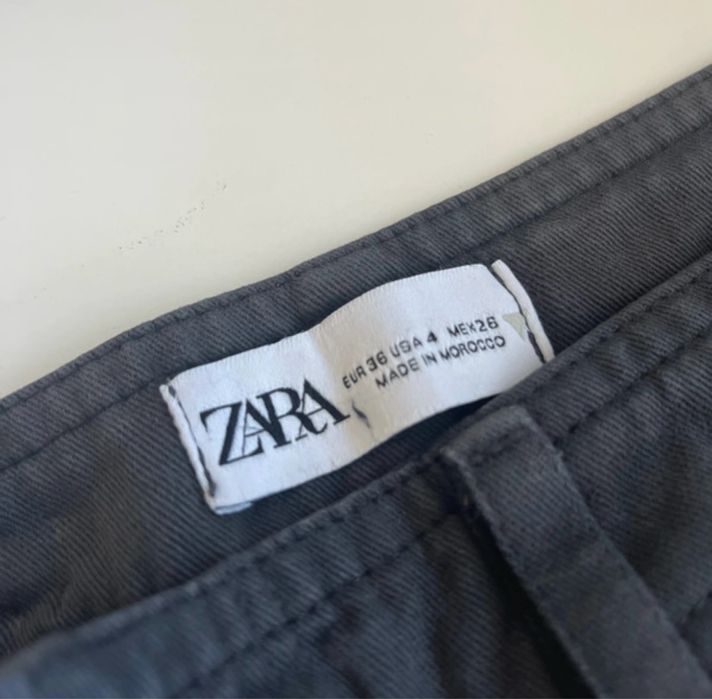 ZARA
EUR 36 USA 4 MEX 26
MADE IN MOROCCO